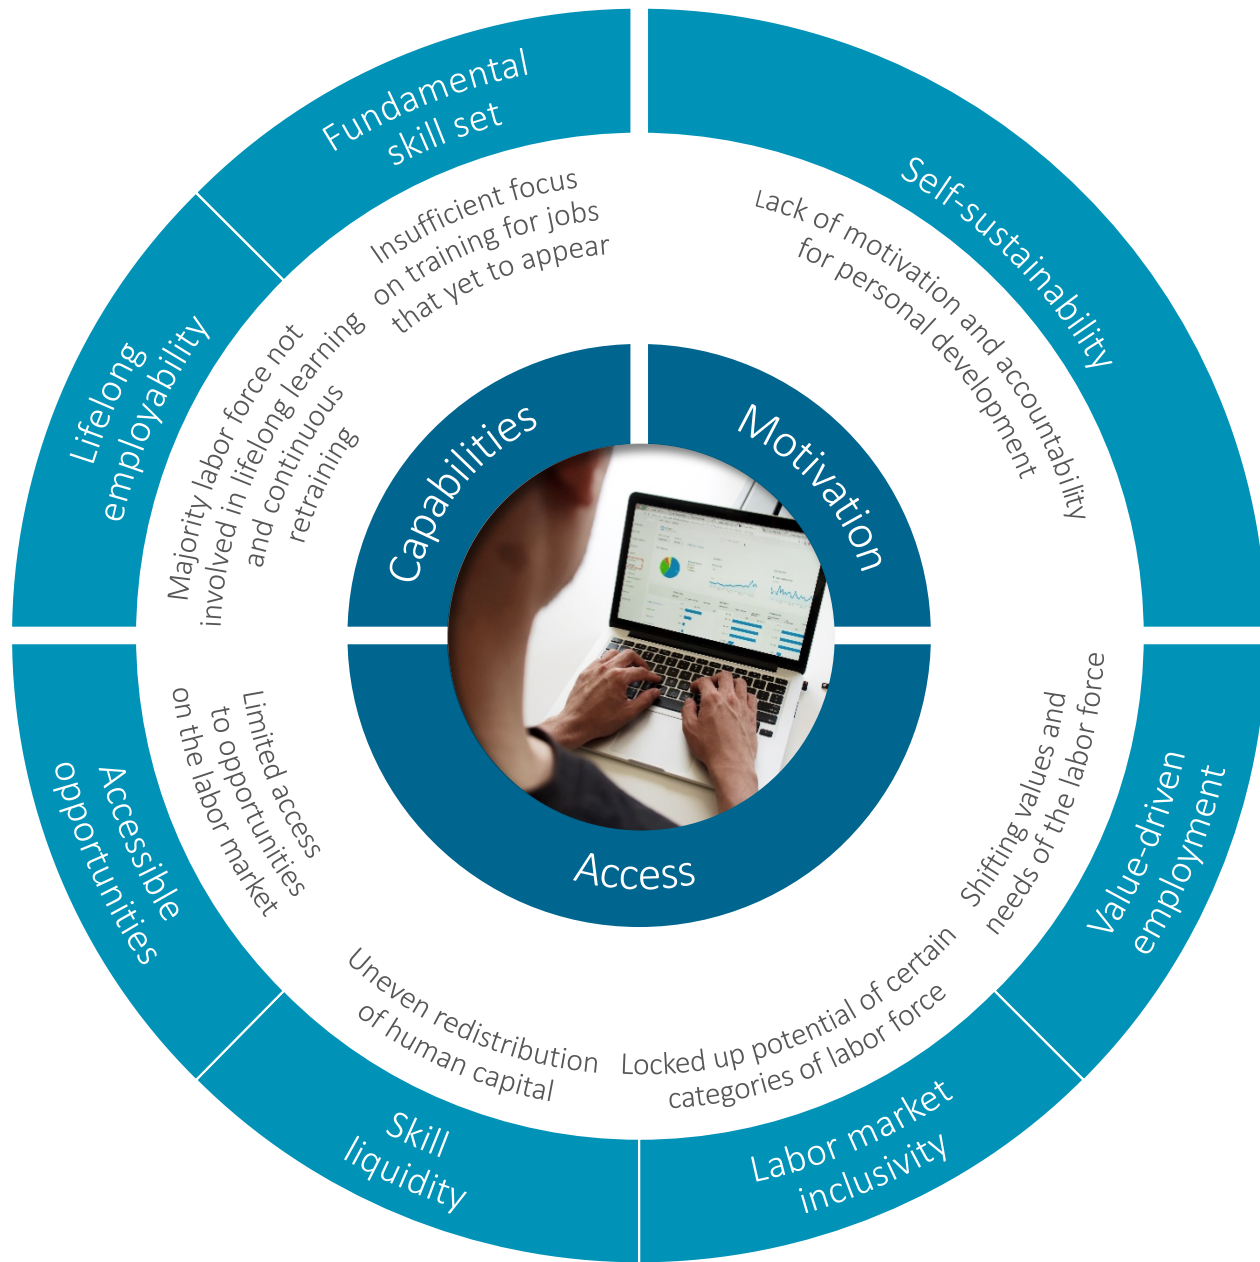 Fundamental
skill set
Self-sustainability
Insufficient focus
on training for jobs
that yet to appear
Lack of motivation and accountability
for personal development
Lifelong
employability
Majority labor force not
involved in lifelong learning
and continuous
retraining
Capabilities
Motivation
Access
Limited access
to opportunities
on the labor market
Accessible
opportunities
Shifting values and
needs of the labor force
Value-driven
employment
Uneven redistribution
of human capital
Locked up potential of certain
categories of labor force
Skill
liquidity
Labor market
inclusivity